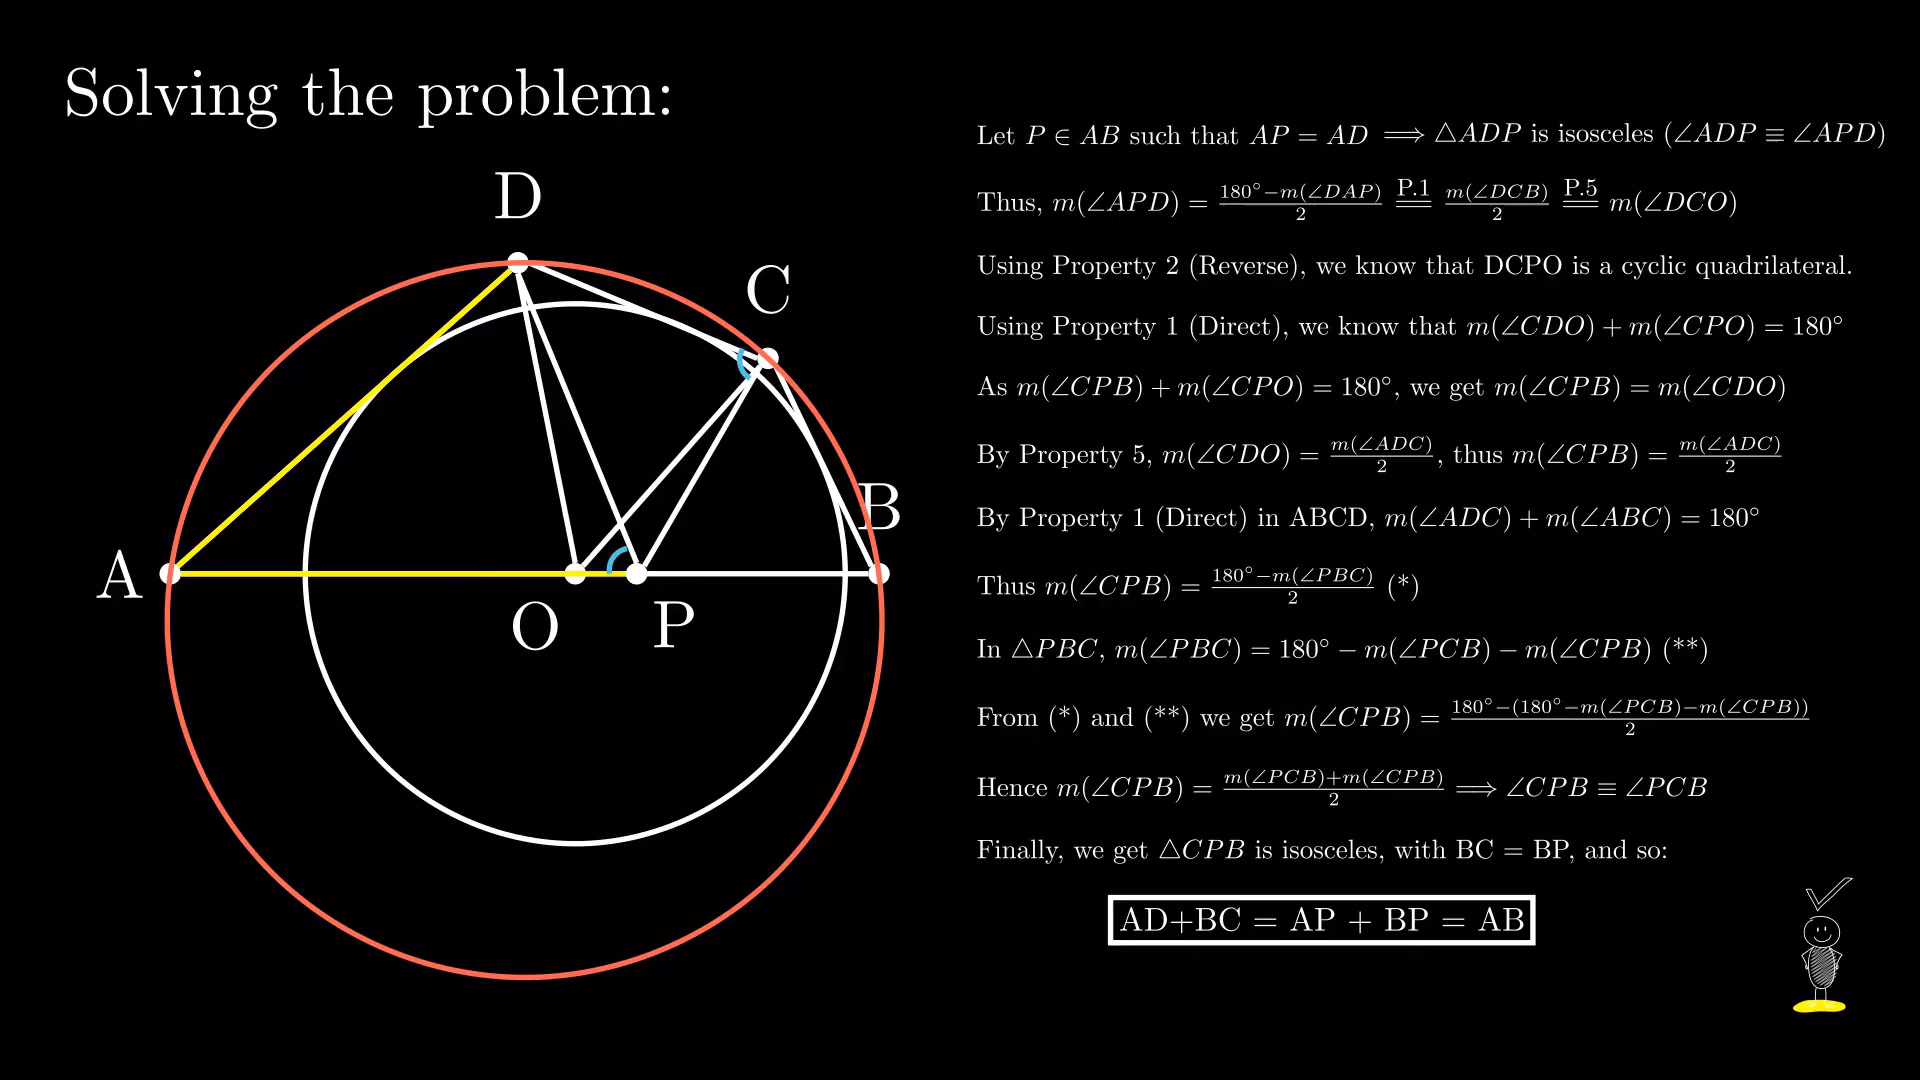 Solving the problem:
D
C
B
A
O
P
Let P ∈ AB such that AP = AD ⟹ △ADP is isosceles (∠ADP ≡ ∠APD)
Thus, m(∠APD) = (180°−m(∠DAP))/2 =(P.1)= m(∠DCB)/2 =(P.5)= m(∠DCO)
Using Property 2 (Reverse), we know that DCPO is a cyclic quadrilateral.
Using Property 1 (Direct), we know that m(∠CDO) + m(∠CPO) = 180°
As m(∠CPB) + m(∠CPO) = 180°, we get m(∠CPB) = m(∠CDO)
By Property 5, m(∠CDO) = m(∠ADC)/2, thus m(∠CPB) = m(∠ADC)/2
By Property 1 (Direct) in ABCD, m(∠ADC) + m(∠ABC) = 180°
Thus m(∠CPB) = (180°−m(∠PBC))/2 (*)
In △PBC, m(∠PBC) = 180° − m(∠PCB) − m(∠CPB) (**)
From (*) and (**) we get m(∠CPB) = (180°−(180°−m(∠PCB)−m(∠CPB)))/2
Hence m(∠CPB) = (m(∠PCB)+m(∠CPB))/2 ⟹ ∠CPB ≡ ∠PCB
Finally, we get △CPB is isosceles, with BC = BP, and so:
AD+BC = AP + BP = AB